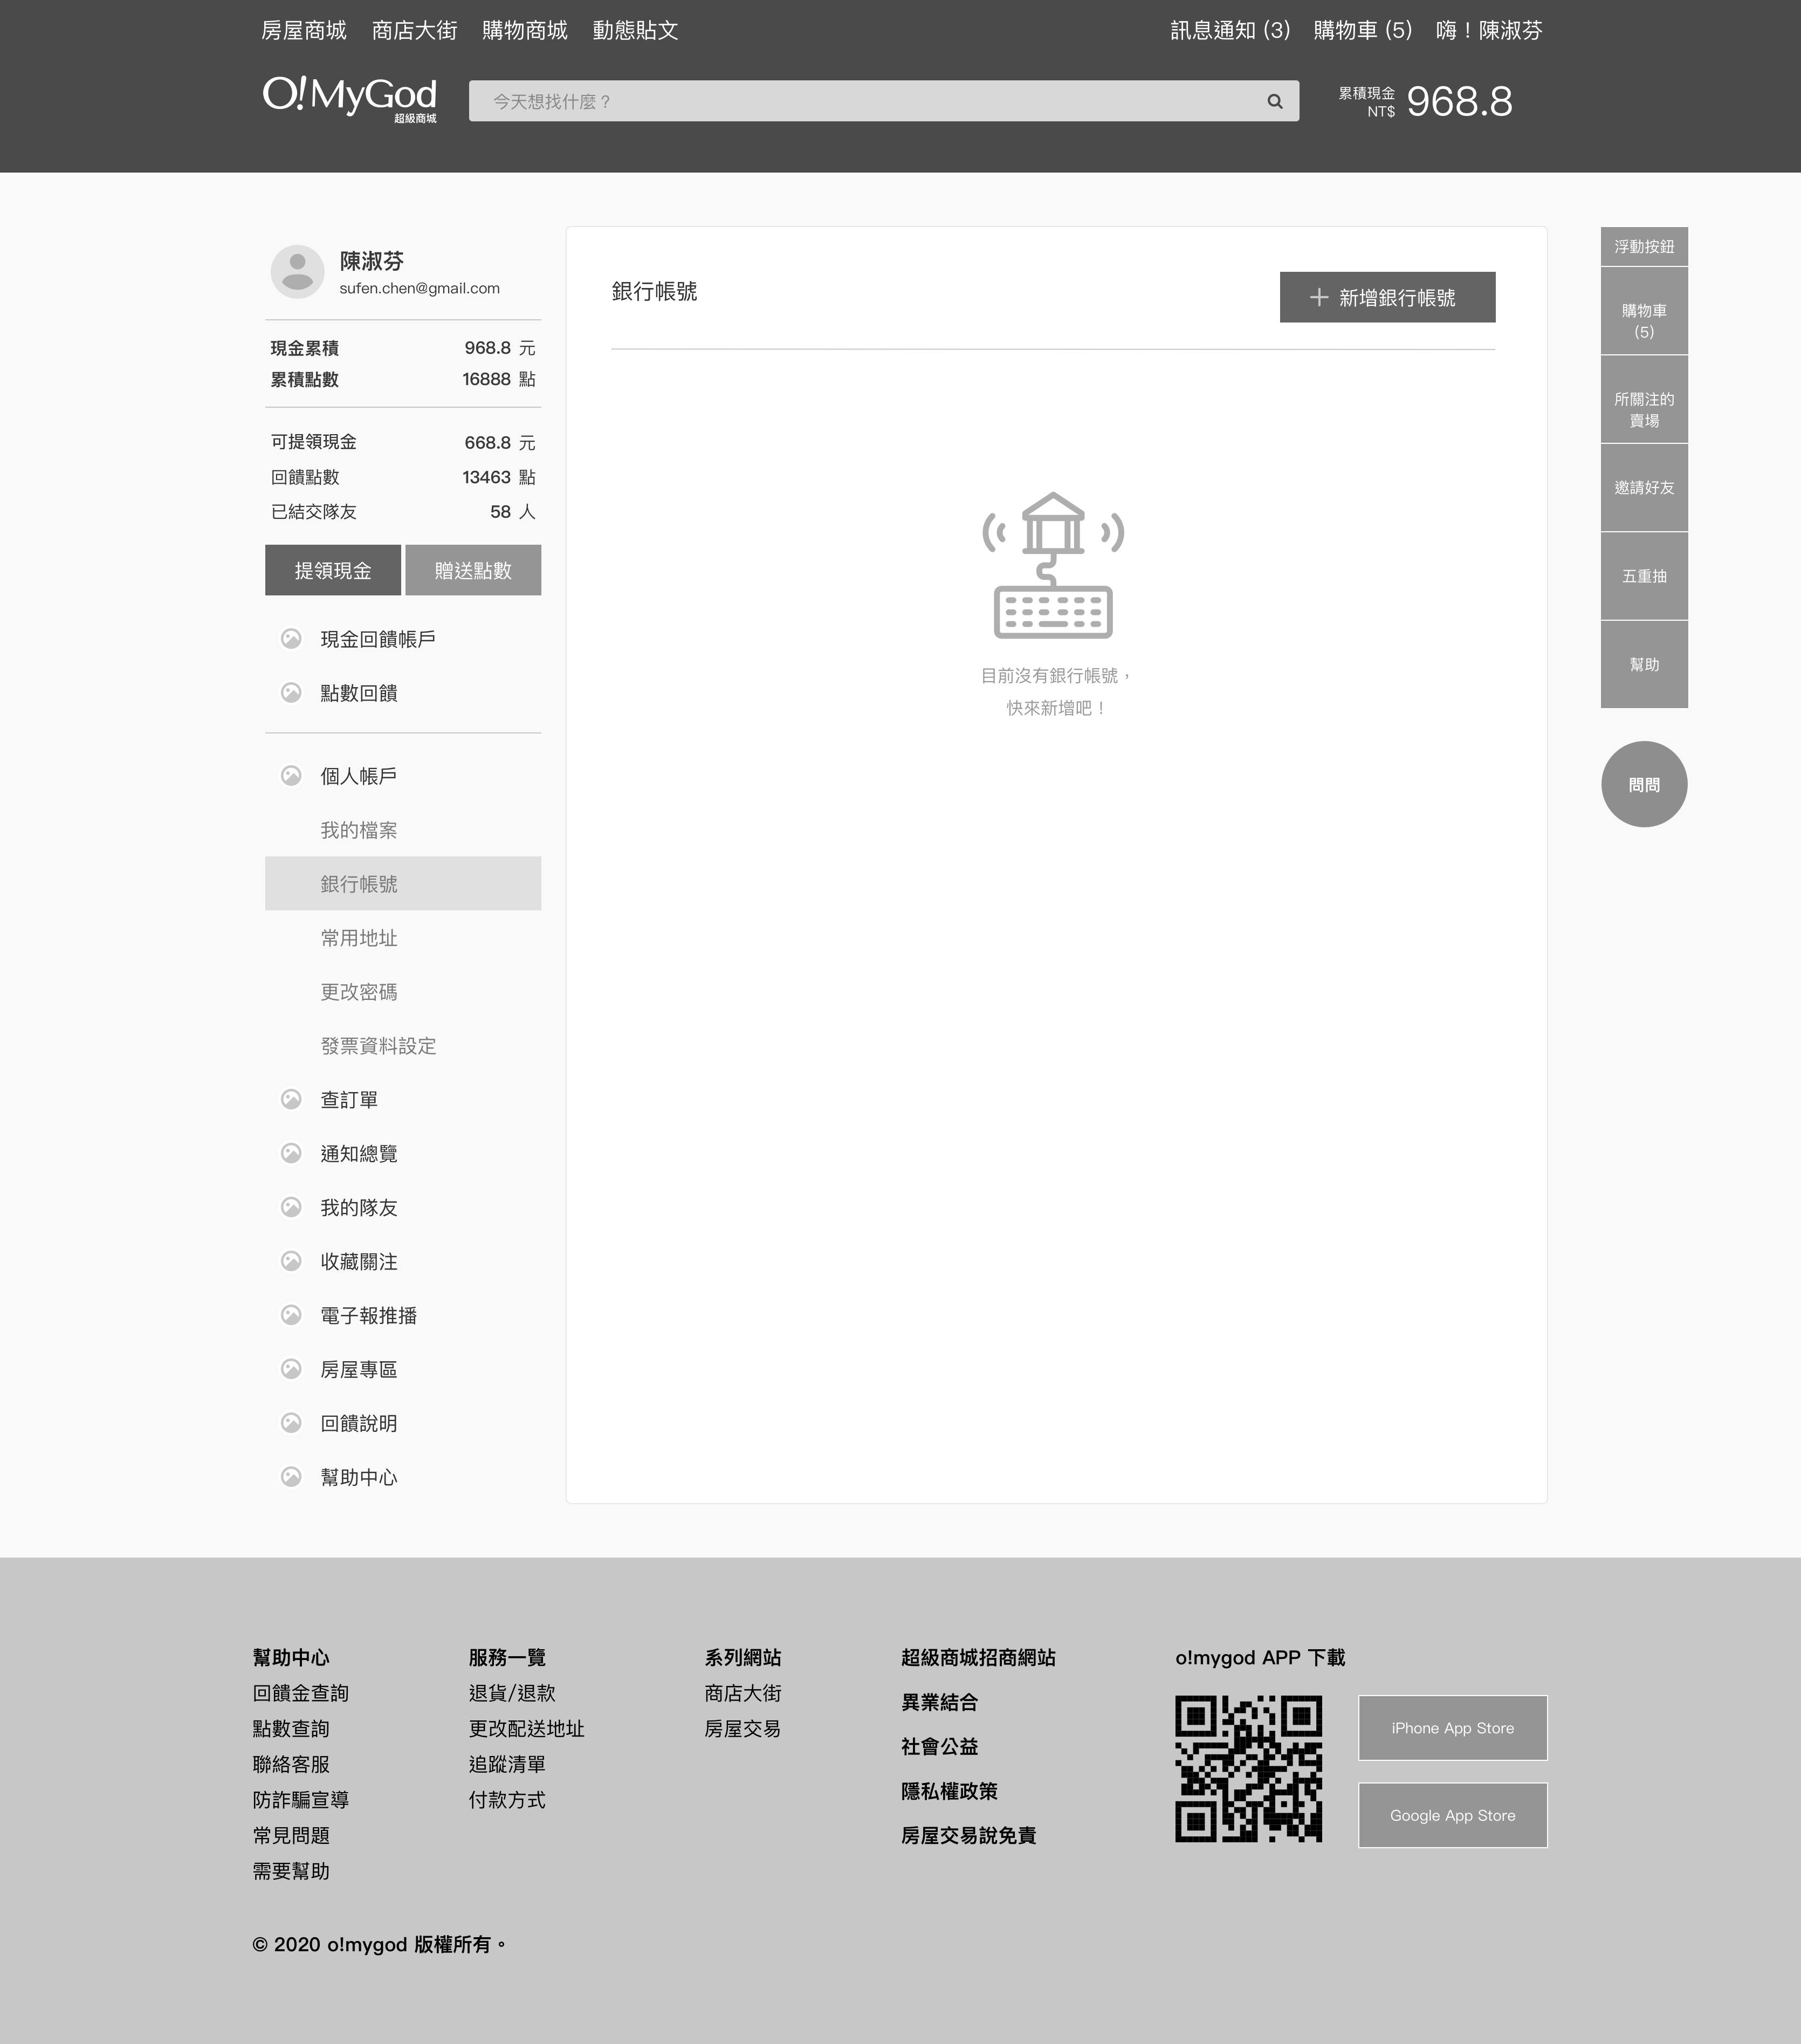 房屋商城 商店大街 購物商城 動態貼文 訊息通知 (3) 購物車 (5) 嗨！陳淑芬
O!MyGod
超級商城
今天想找什麼？
累積現金
NT$ 968.8
陳淑芬
sufen.chen@gmail.com
現金累積 968.8 元
累積點數 16888 點
可提領現金 668.8 元
回饋點數 13463 點
已結交隊友 58 人
提領現金 贈送點數
現金回饋帳戶
點數回饋
個人帳戶
我的檔案
銀行帳號
常用地址
更改密碼
發票資料設定
查訂單
通知總覽
我的隊友
收藏關注
電子報推播
房屋專區
回饋說明
幫助中心
銀行帳號
新增銀行帳號
目前沒有銀行帳號，
快來新增吧！
浮動按鈕
購物車
(5)
所關注的
賣場
邀請好友
五重抽
幫助
問問
幫助中心
回饋金查詢
點數查詢
聯絡客服
防詐騙宣導
常見問題
需要幫助
服務一覽
退貨/退款
更改配送地址
追蹤清單
付款方式
系列網站
商店大街
房屋交易
超級商城招商網站
異業結合
社會公益
隱私權政策
房屋交易說免責
o!mygod APP 下載
iPhone App Store
Google App Store
© 2020 o!mygod 版權所有。